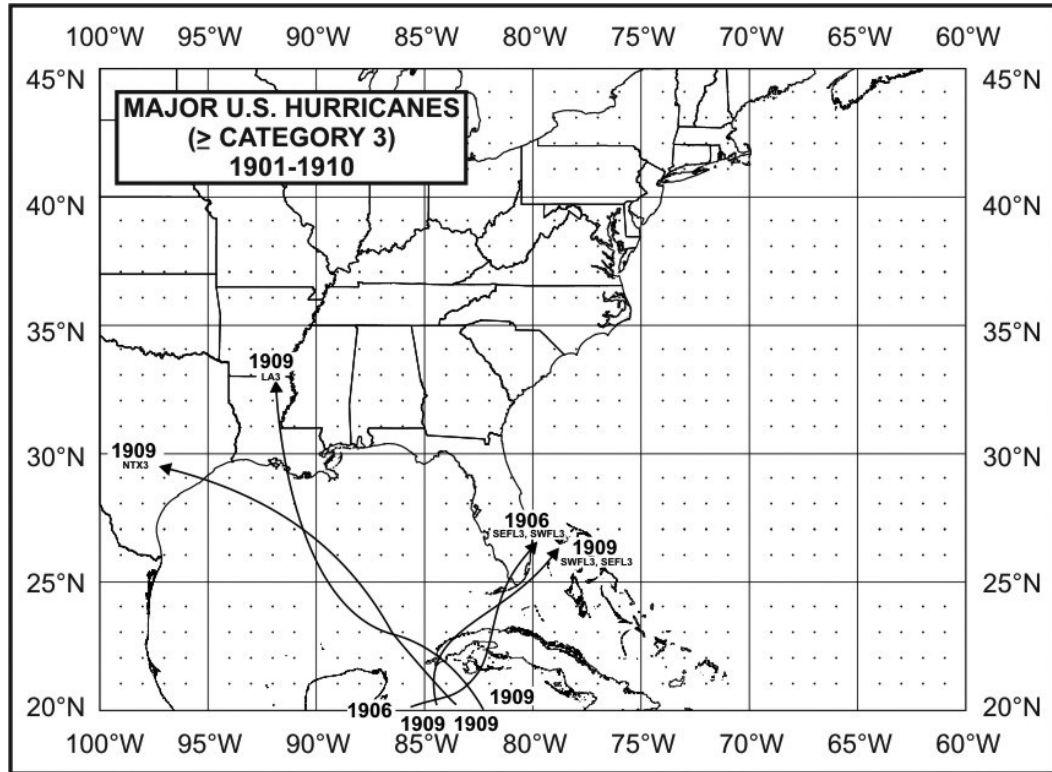 100°W 95°W 90°W 85°W 80°W 75°W 70°W 65°W 60°W
45°N 45°N
MAJOR U.S. HURRICANES
(≥ CATEGORY 3)
1901-1910
40°N 40°N
35°N 35°N
1909
LA3
1909
NTX3
30°N 30°N
1906
SEFL3, SWFL3
1909
SWFL3, SEFL3
25°N 25°N
1909
1906
1909 1909
20°N 20°N
100°W 95°W 90°W 85°W 80°W 75°W 70°W 65°W 60°W